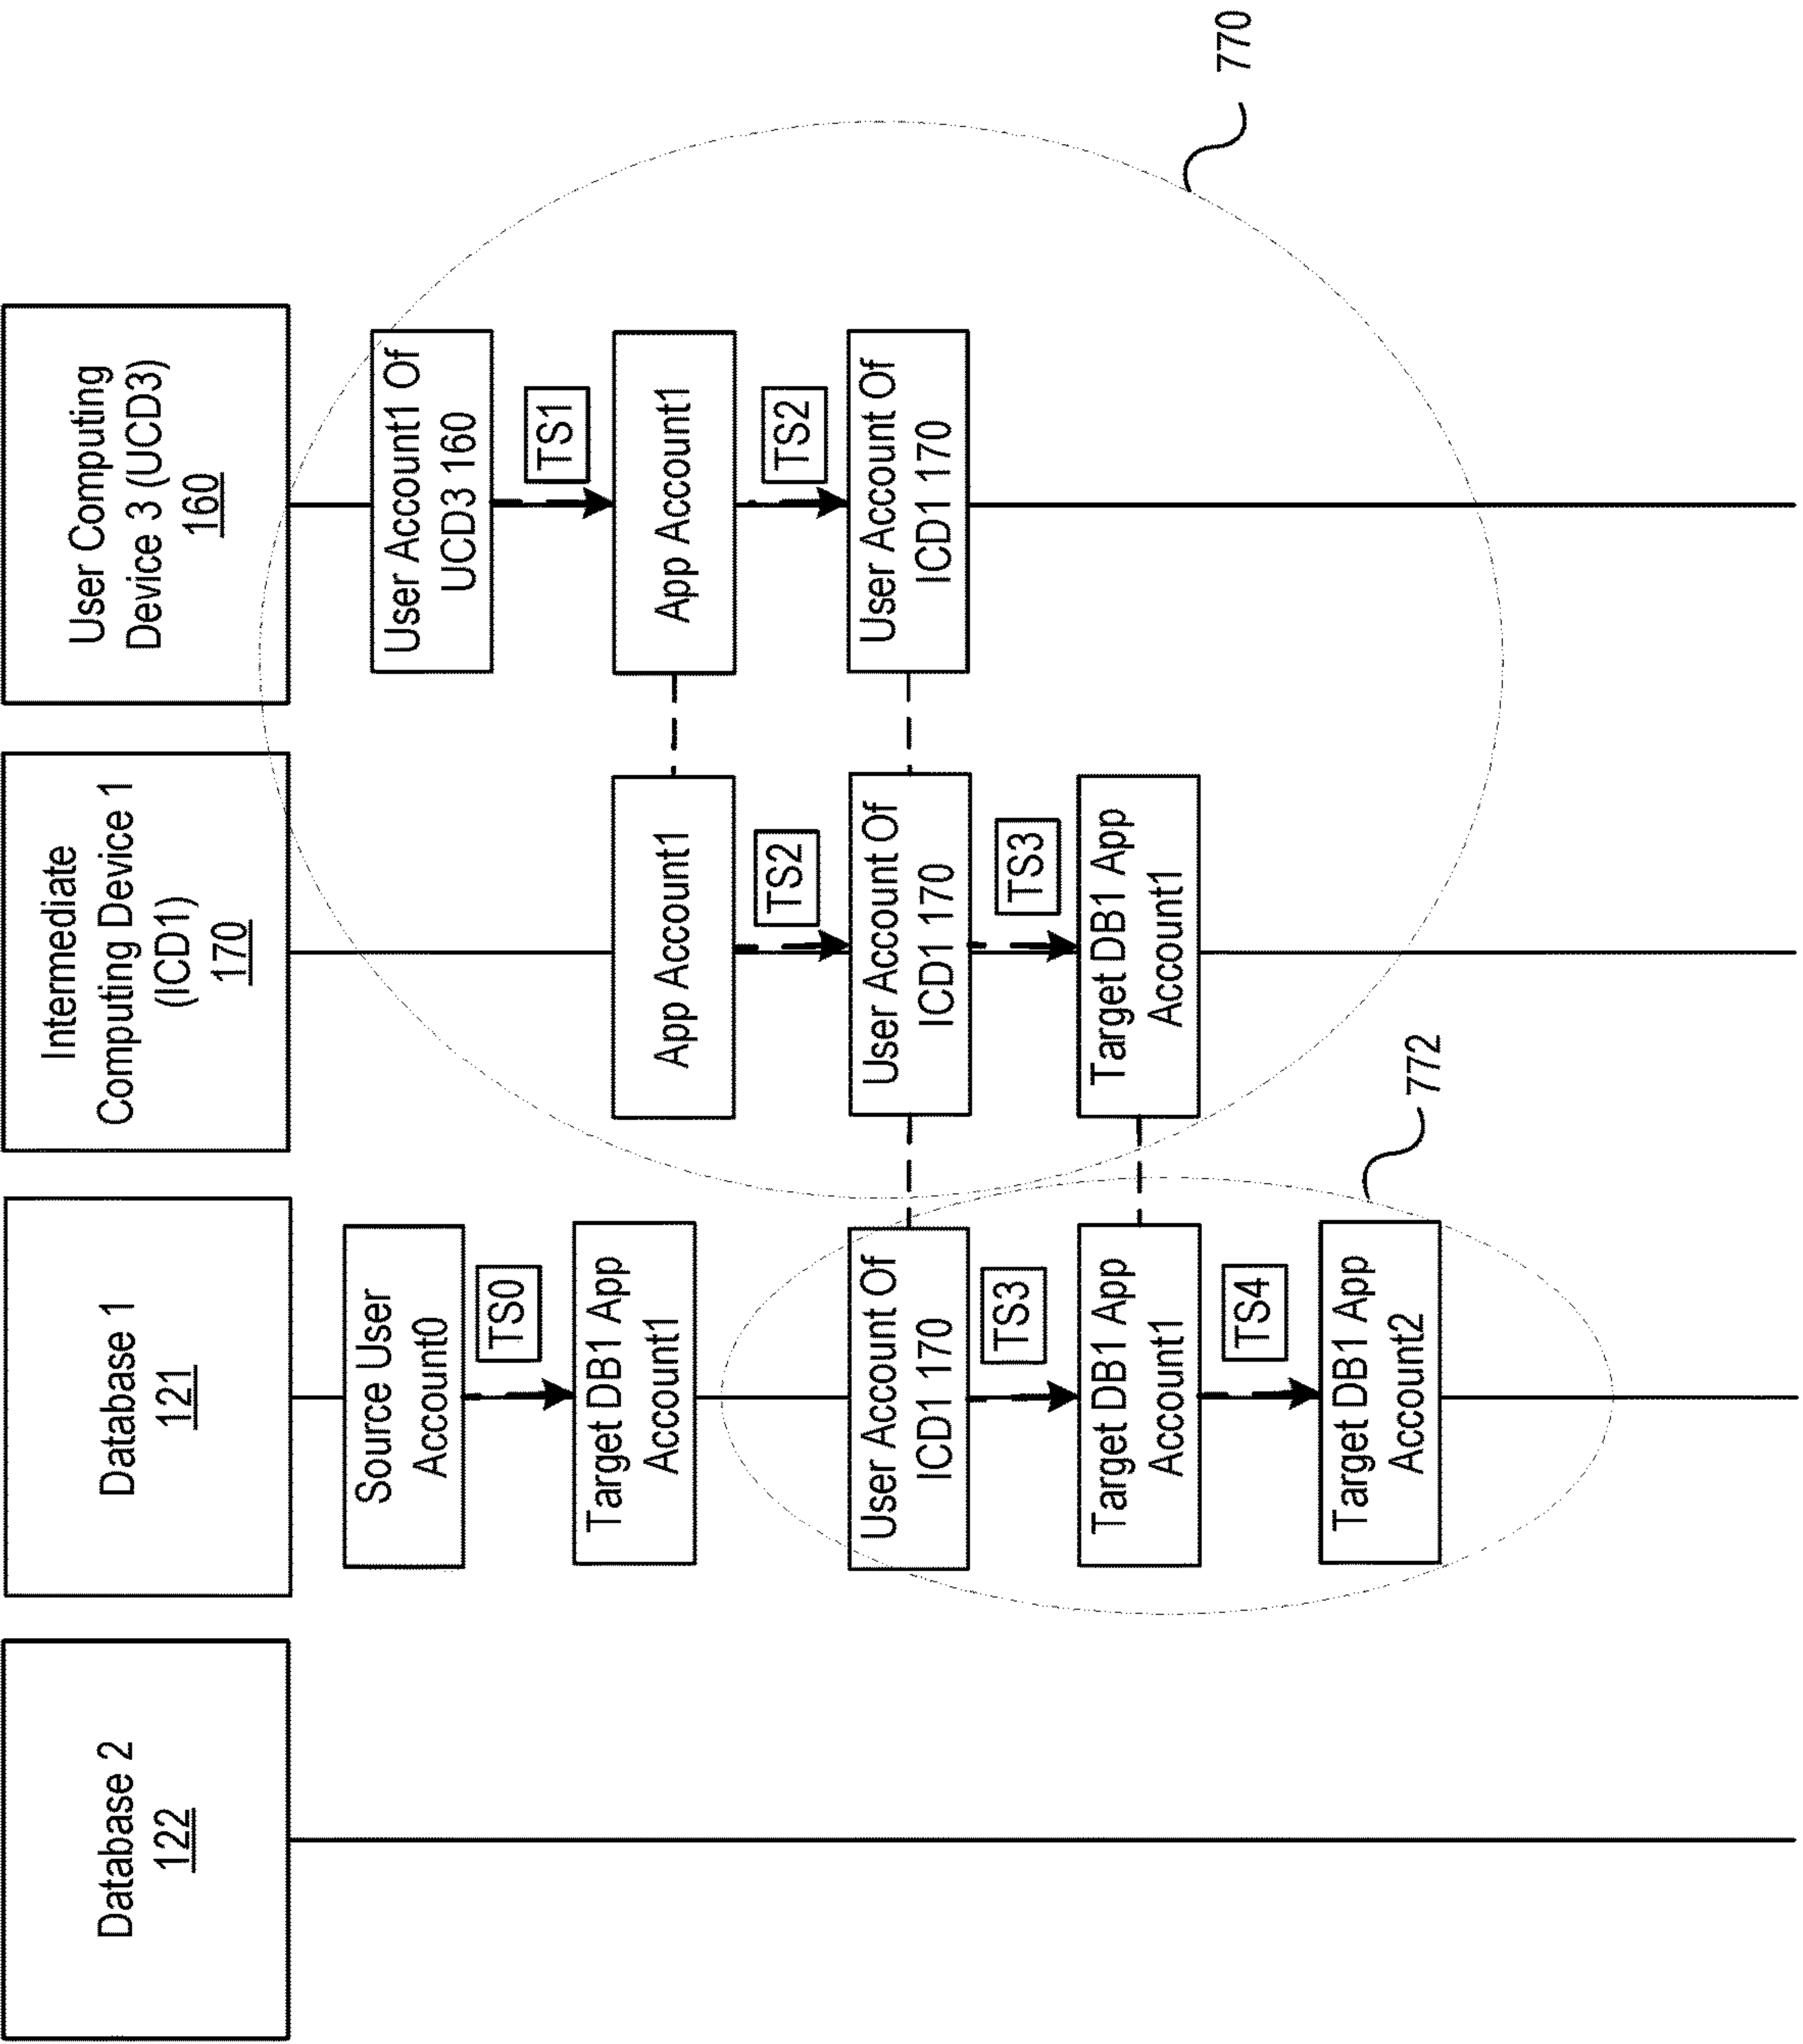 User Computing
Device 3 (UCD3)
160
User Account1 Of
UCD3 160
TS1
App Account1
TS2
User Account Of
ICD1 170
770
Intermediate
Computing Device 1
(ICD1)
170
App Account1
TS2
User Account Of
ICD1 170
TS3
Target DB1 App
Account1
Database 1
121
Source User
Account0
TS0
Target DB1 App
Account1
User Account Of
ICD1 170
TS3
Target DB1 App
Account1
TS4
Target DB1 App
Account2
772
Database 2
122